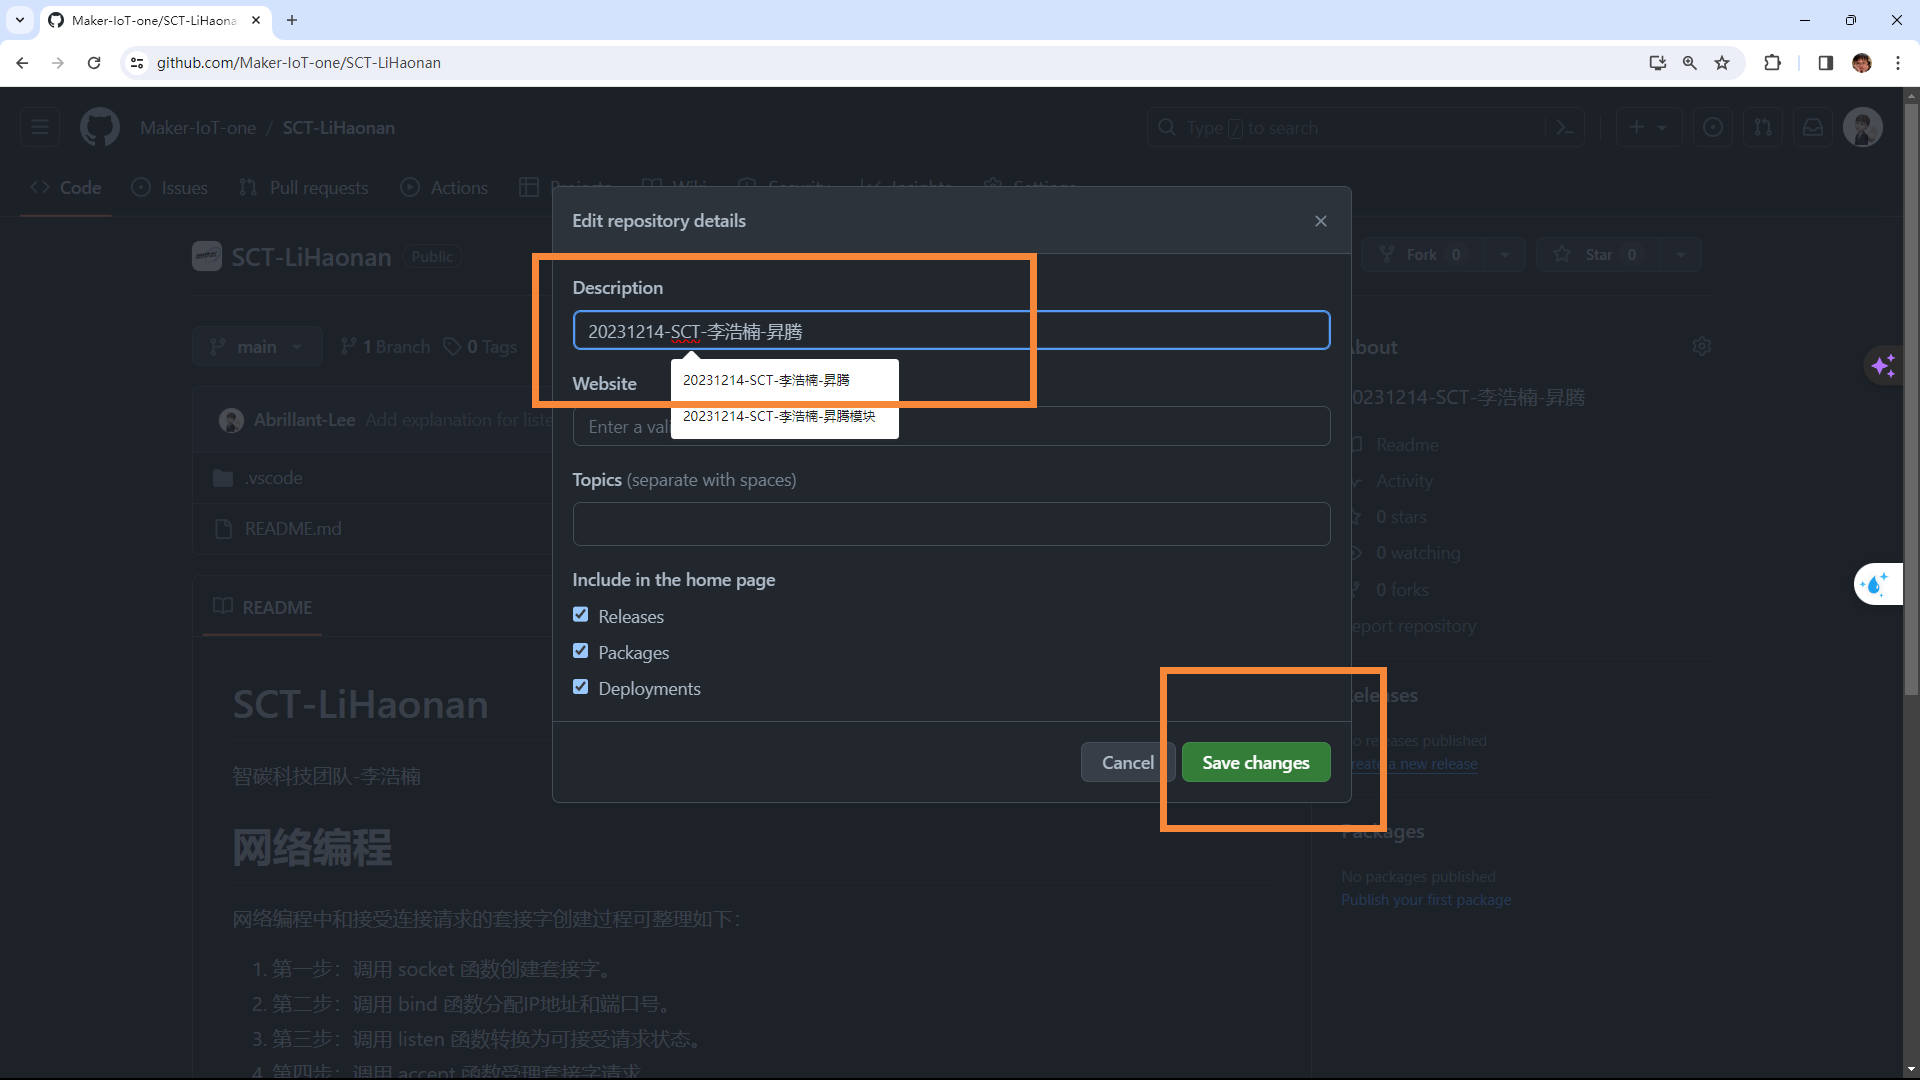 Maker-IoT-one/SCT-LiHaona
github.com/Maker-IoT-one/SCT-LiHaonan
Maker-IoT-one / SCT-LiHaonan
Type / to search
Code Issues Pull requests Actions Projects Wiki Security Insights Settings
Edit repository details
SCT-LiHaonan Public
Fork 0
Star 0
Description
20231214-SCT-李浩楠-昇腾
main 1 Branch 0 Tags
bout
20231214-SCT-李浩楠-昇腾
Website
20231214-SCT-李浩楠-昇腾模块
Enter a vali
20231214-SCT-李浩楠-昇腾
Abrillant-Lee Add explanation for liste
Readme
Topics (separate with spaces)
.vscode
Activity
0 stars
README.md
0 watching
Include in the home page
0 forks
README
Releases
eport repository
Packages
Deployments
SCT-LiHaonan
eleases
o releases published
reate a new release
Cancel Save changes
智碳科技团队-李浩楠
Packages
网络编程
No packages published
Publish your first package
网络编程中和接受连接请求的套接字创建过程可整理如下：
1. 第一步：调用 socket 函数创建套接字。
2. 第二步：调用 bind 函数分配IP地址和端口号。
3. 第三步：调用 listen 函数转换为可接受请求状态。
4. 第四步：调用 accept 函数受理套接字请求